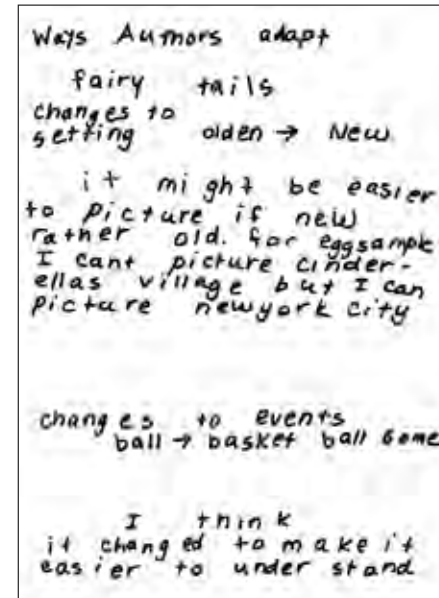 Ways Authors adapt
fairy tails
changes to
setting olden → New
it might be easier
to picture if new
rather old. for eggsample
I cant picture cinder-
ellas village but I can
picture newyork city
changes to events
ball → basket ball Game
I think
it changed to make it
easier to under stand